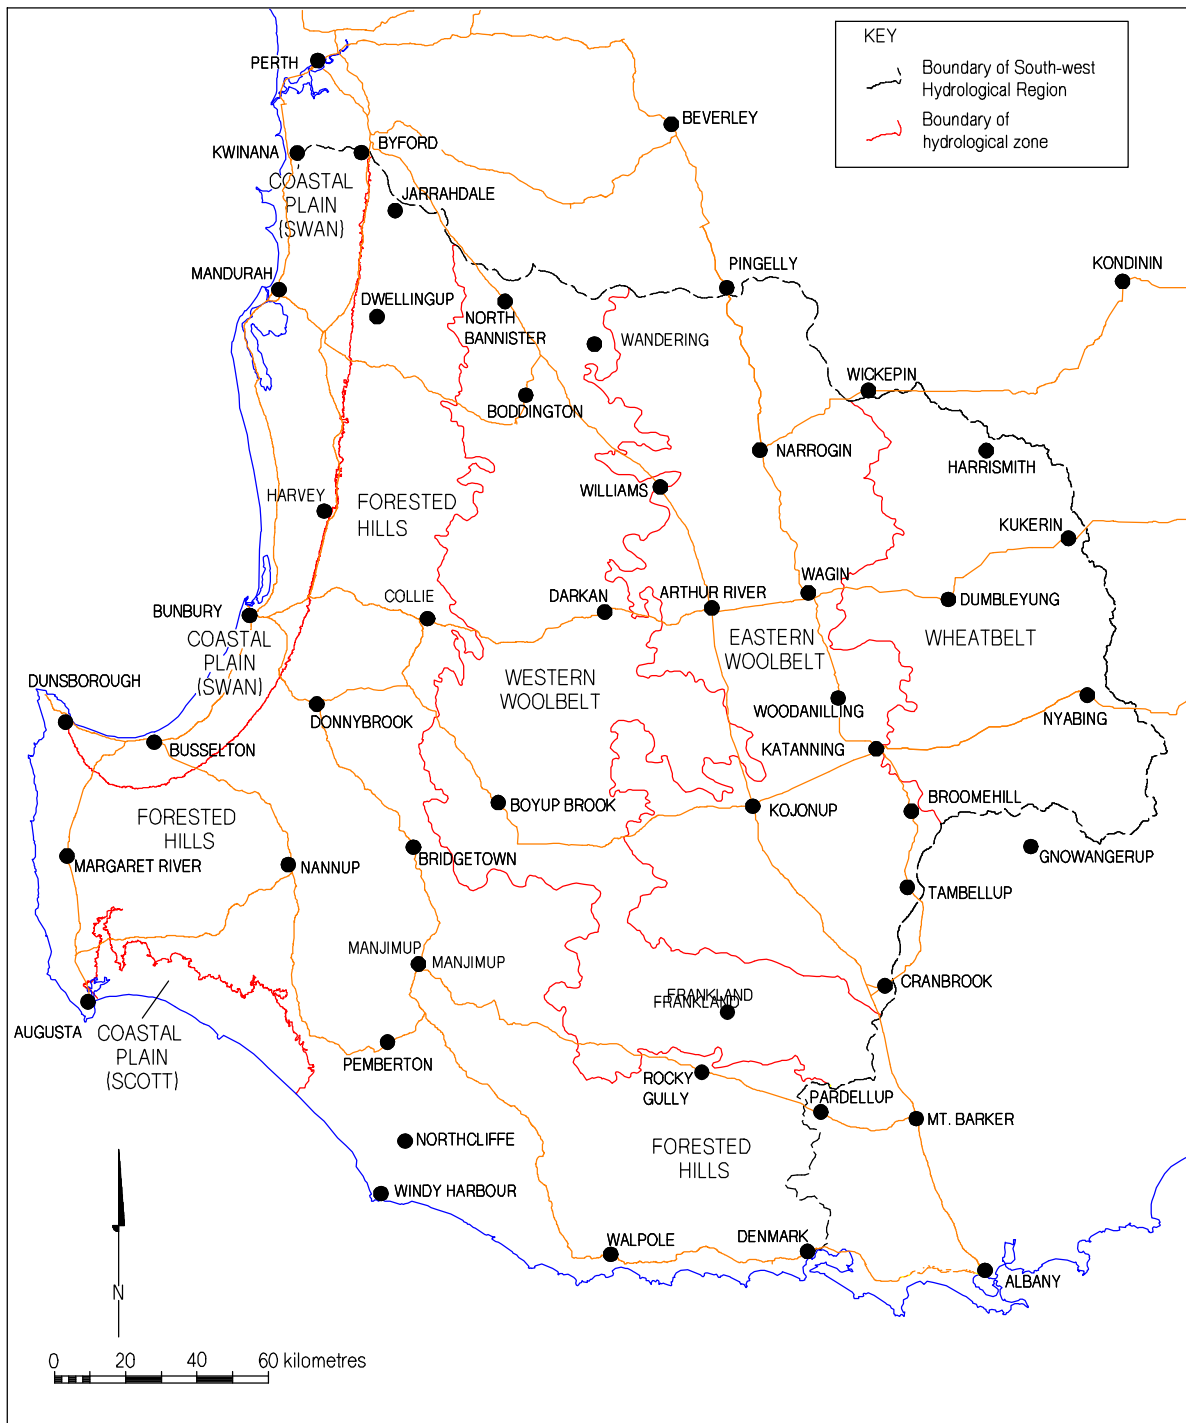 KEY
Boundary of South-west
Hydrological Region
Boundary of
hydrological zone
PERTH
BEVERLEY
KWINANA
BYFORD
COASTAL
PLAIN
(SWAN)
JARRAHDALE
MANDURAH
PINGELLY
KONDININ
DWELLINGUP
NORTH
BANNISTER
WANDERING
WICKEPIN
BODDINGTON
NARROGIN
HARRISMITH
HARVEY
FORESTED
HILLS
WILLIAMS
KUKERIN
WAGIN
BUNBURY
COLLIE
DARKAN
ARTHUR RIVER
DUMBLEYUNG
COASTAL
PLAIN
(SWAN)
EASTERN
WOOLBELT
WHEATBELT
WESTERN
WOOLBELT
DUNSBOROUGH
DONNYBROOK
WOODANILLING
NYABING
BUSSELTON
KATANNING
BOYUP BROOK
KOJONUP
BROOMEHILL
FORESTED
HILLS
MARGARET RIVER
NANNUP
BRIDGETOWN
GNOWANGERUP
TAMBELLUP
MANJIMUP
MANJIMUP
CRANBROOK
FRANKLAND
FRANKLAND
AUGUSTA
COASTAL
PLAIN
(SCOTT)
PEMBERTON
ROCKY
GULLY
PARDELLUP
MT. BARKER
NORTHCLIFFE
FORESTED
HILLS
WINDY HARBOUR
WALPOLE
DENMARK
ALBANY
N
0 20 40 60 kilometres